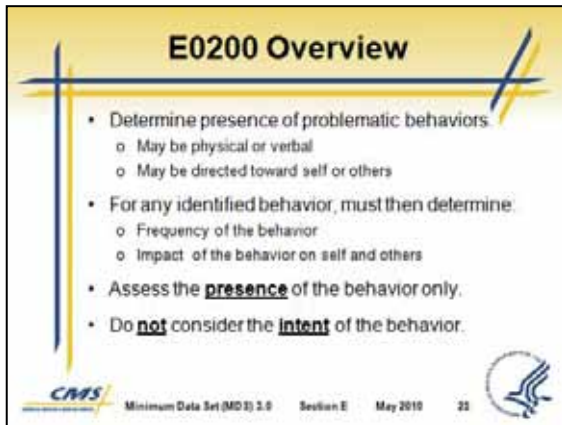 E0200 Overview
• Determine presence of problematic behaviors.
o May be physical or verbal
o May be directed toward self or others
• For any identified behavior, must then determine:
o Frequency of the behavior
o Impact of the behavior on self and others
• Assess the presence of the behavior only.
• Do not consider the intent of the behavior.
CMS
Minimum Data Set (MDS) 3.0 Section E May 2010 23